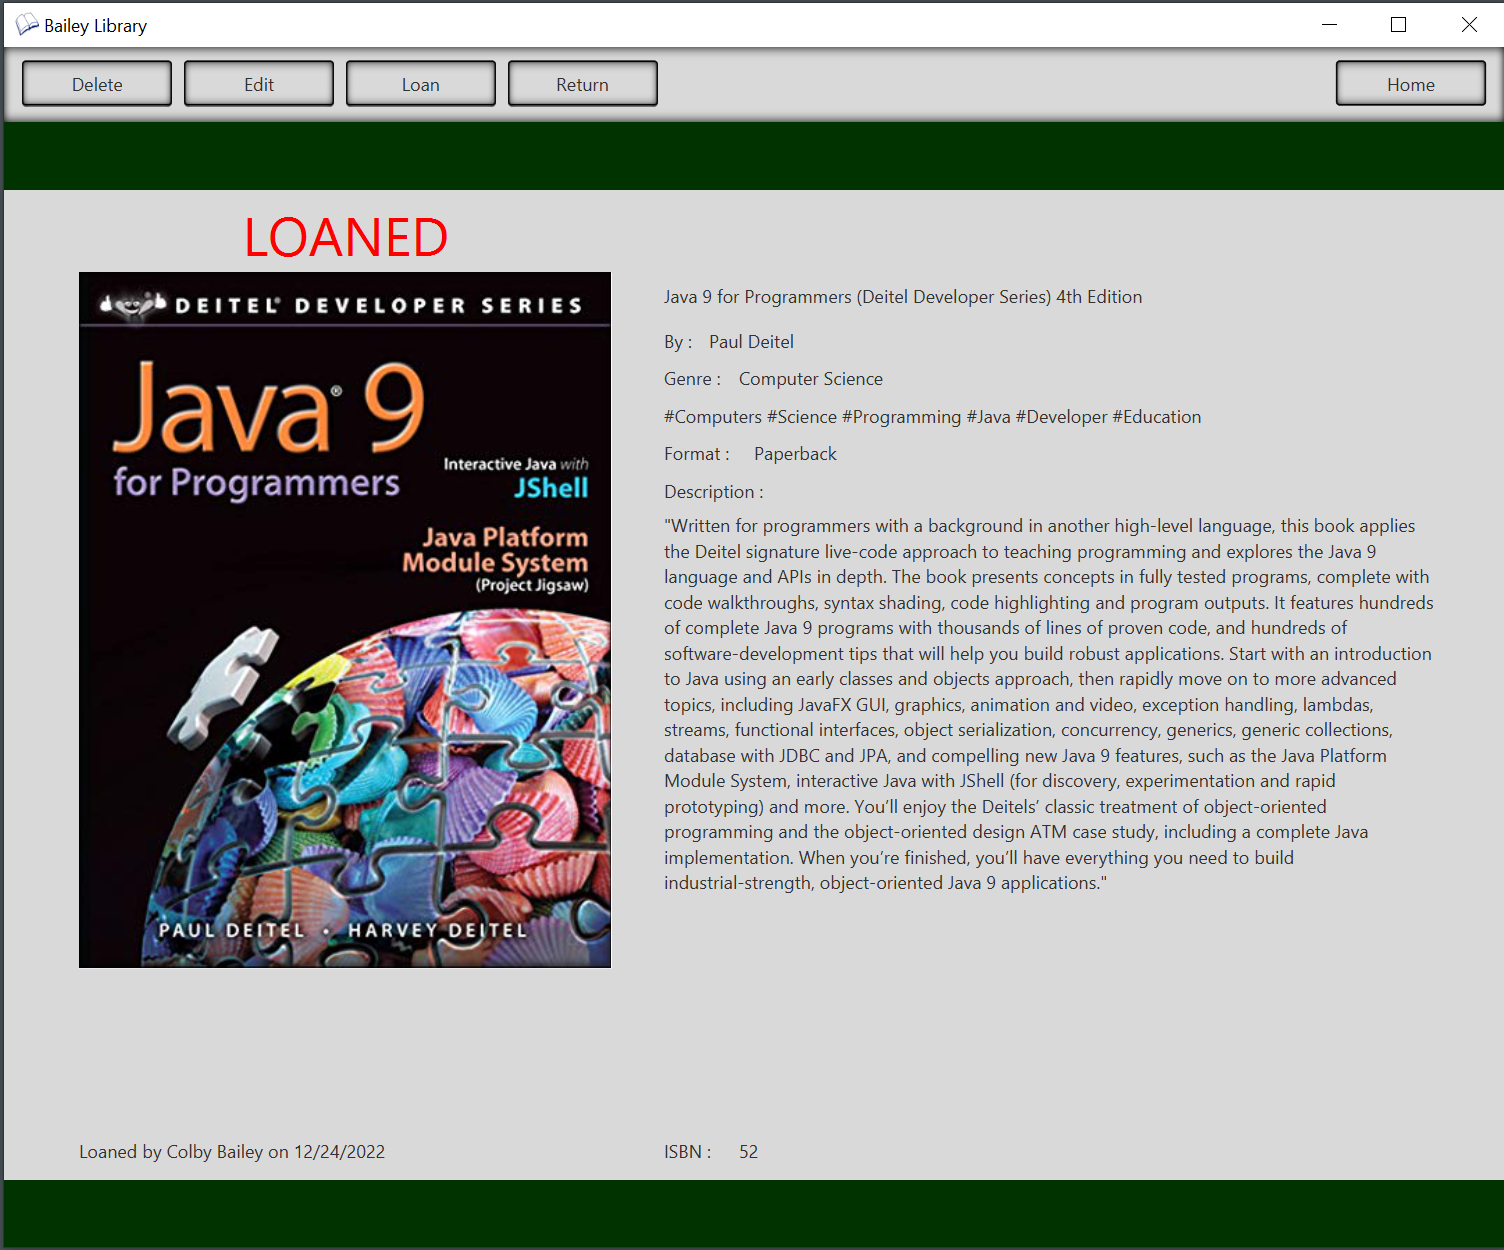 Bailey Library
Delete
Edit
Loan
Return
Home
LOANED
DEITEL® DEVELOPER SERIES
Java® 9
for Programmers
Interactive Java with
JShell
Java Platform
Module System
(Project Jigsaw)
PAUL DEITEL • HARVEY DEITEL
Java 9 for Programmers (Deitel Developer Series) 4th Edition
By : Paul Deitel
Genre : Computer Science
#Computers #Science #Programming #Java #Developer #Education
Format : Paperback
Description :
"Written for programmers with a background in another high-level language, this book applies
the Deitel signature live-code approach to teaching programming and explores the Java 9
language and APIs in depth. The book presents concepts in fully tested programs, complete with
code walkthroughs, syntax shading, code highlighting and program outputs. It features hundreds
of complete Java 9 programs with thousands of lines of proven code, and hundreds of
software-development tips that will help you build robust applications. Start with an introduction
to Java using an early classes and objects approach, then rapidly move on to more advanced
topics, including JavaFX GUI, graphics, animation and video, exception handling, lambdas,
streams, functional interfaces, object serialization, concurrency, generics, generic collections,
database with JDBC and JPA, and compelling new Java 9 features, such as the Java Platform
Module System, interactive Java with JShell (for discovery, experimentation and rapid
prototyping) and more. You’ll enjoy the Deitels’ classic treatment of object-oriented
programming and the object-oriented design ATM case study, including a complete Java
implementation. When you’re finished, you’ll have everything you need to build
industrial-strength, object-oriented Java 9 applications."
Loaned by Colby Bailey on 12/24/2022
ISBN : 52